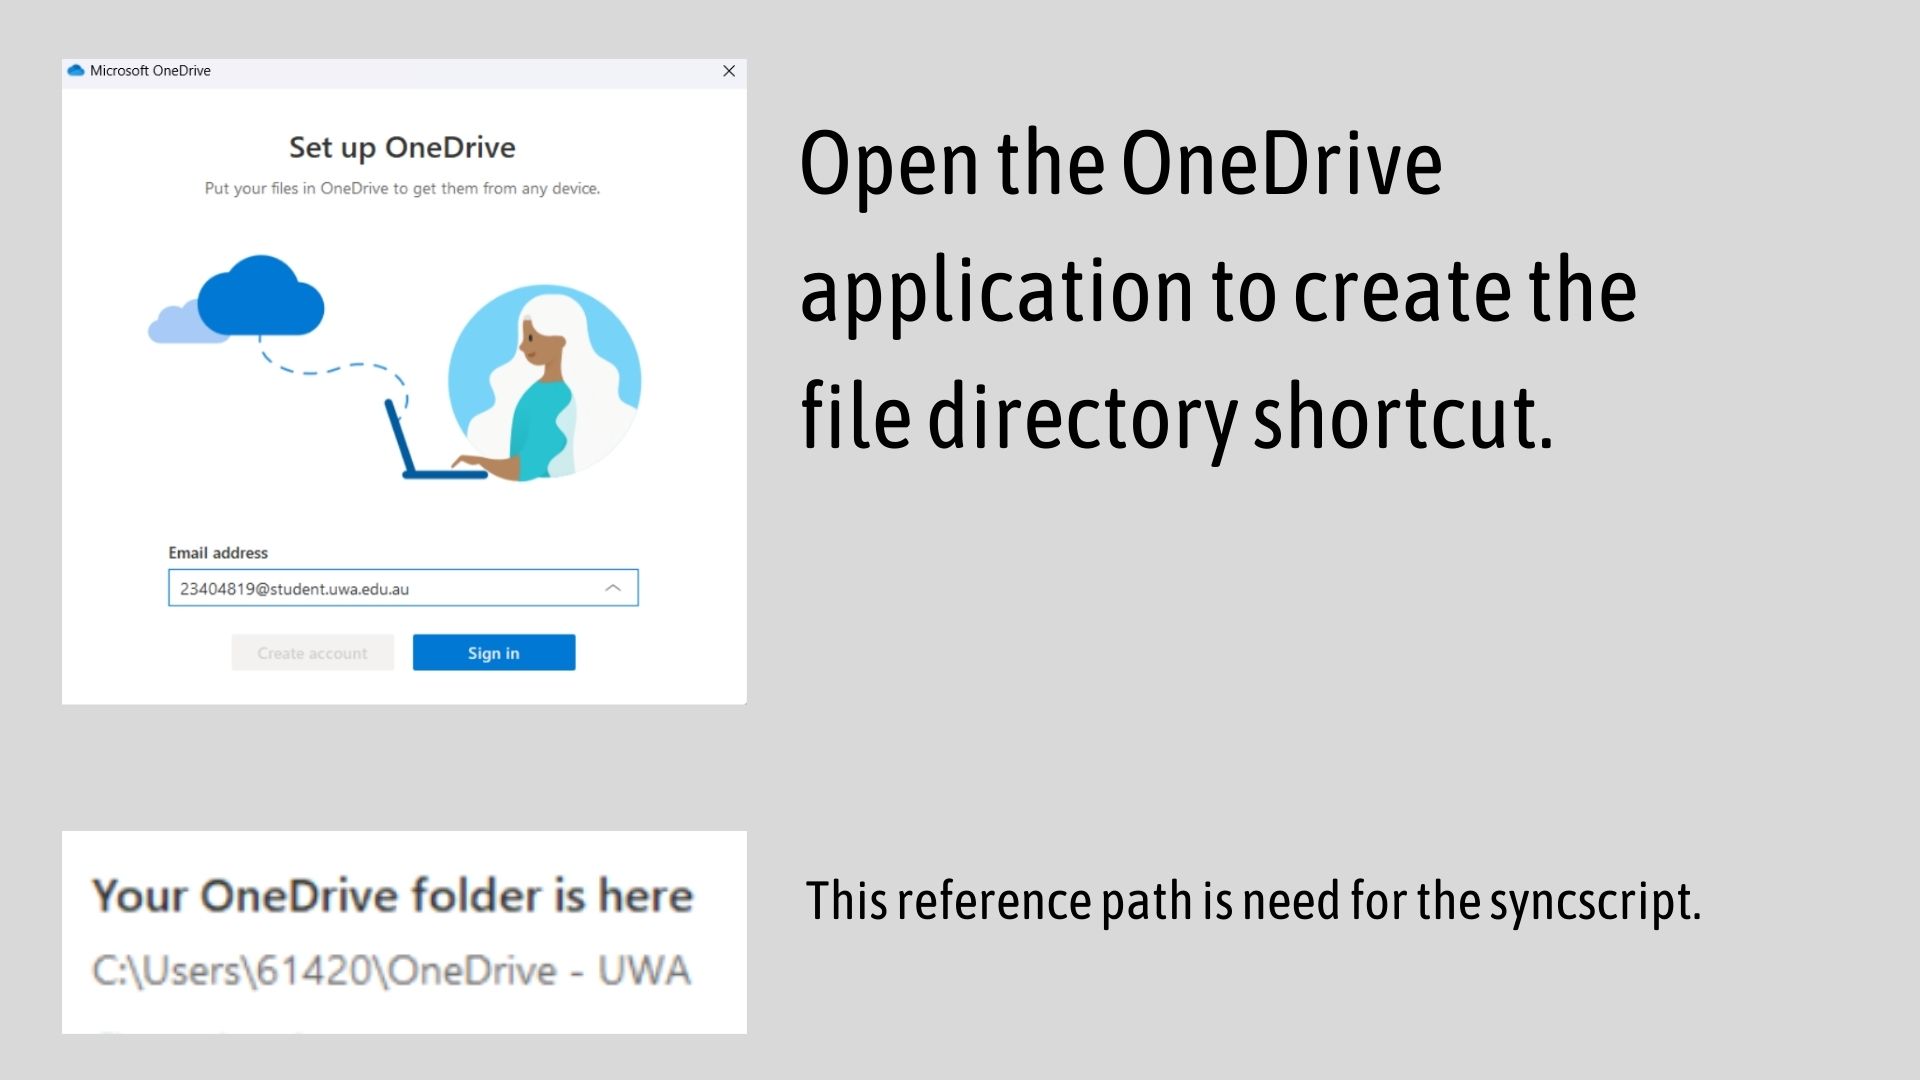 Microsoft OneDrive
Set up OneDrive
Put your files in OneDrive to get them from any device.
Email address
23404819@student.uwa.edu.au
Create account
Sign in
Open the OneDrive
application to create the
file directory shortcut.
Your OneDrive folder is here
C:\Users\61420\OneDrive - UWA
This reference path is need for the syncscript.